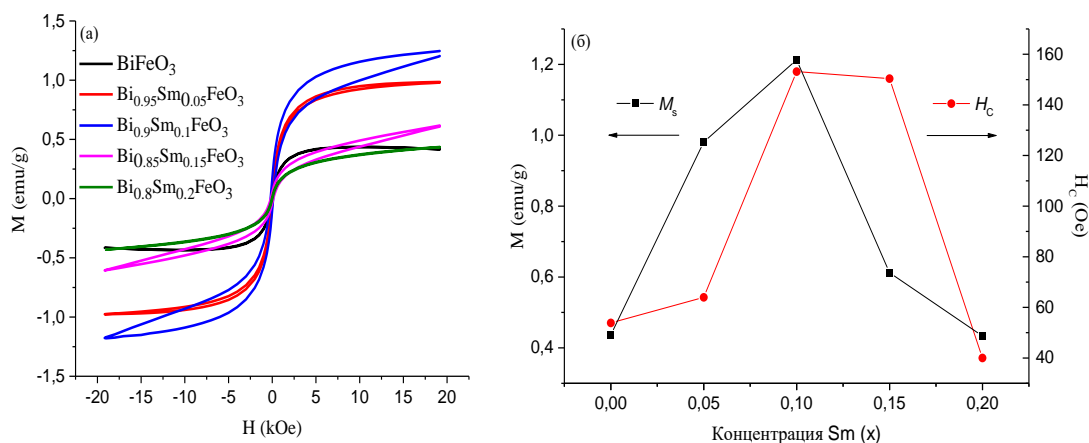 (а)
BiFeO3
Bi0.95Sm0.05FeO3
Bi0.9Sm0.1FeO3
Bi0.85Sm0.15FeO3
Bi0.8Sm0.2FeO3
1,5
1,0
0,5
0,0
-0,5
-1,0
-1,5
M (emu/g)
-20 -15 -10 -5 0 5 10 15 20
H (kOe)
(б)
Ms
HC
1,2
1,0
0,8
0,6
0,4
M (emu/g)
160
140
120
100
80
60
40
HC (Oe)
0,00 0,05 0,10 0,15 0,20
Концентрация Sm (x)